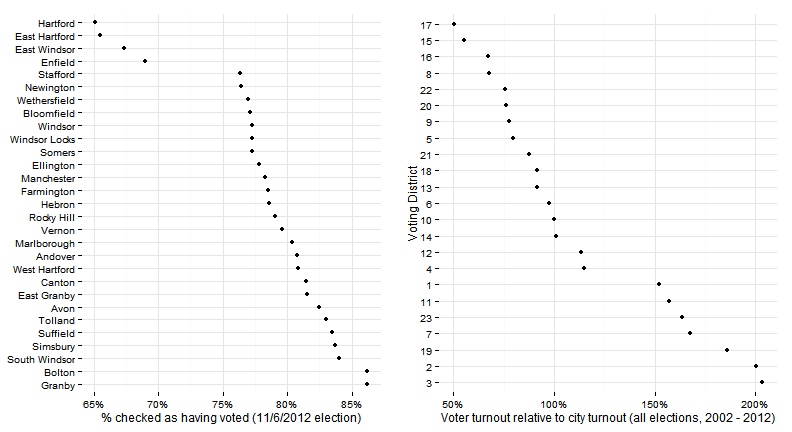 Hartford
East Hartford
East Windsor
Enfield
Stafford
Newington
Wethersfield
Bloomfield
Windsor
Windsor Locks
Somers
Ellington
Manchester
Farmington
Hebron
Rocky Hill
Vernon
Marlborough
Andover
West Hartford
Canton
East Granby
Avon
Tolland
Suffield
Simsbury
South Windsor
Bolton
Granby
65% 70% 75% 80% 85%
% checked as having voted (11/6/2012 election)
Voting District
17
15
16
8
22
20
9
5
21
18
13
6
10
14
12
4
1
11
23
7
19
2
3
50% 100% 150% 200%
Voter turnout relative to city turnout (all elections, 2002 - 2012)